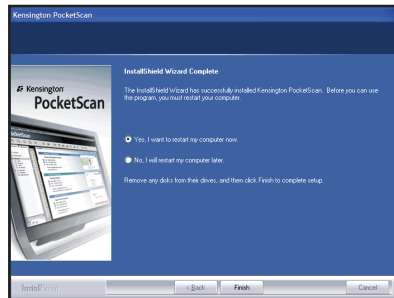 Kensington PocketScan
InstallShield Wizard Complete
The InstallShield Wizard has successfully installed Kensington PocketScan. Before you can use
the program, you must restart your computer.
Kensington
PocketScan
Yes, I want to restart my computer now.
No, I will restart my computer later.
Remove any disks from their drives, and then click Finish to complete setup.
InstallShield
< Back
Finish
Cancel